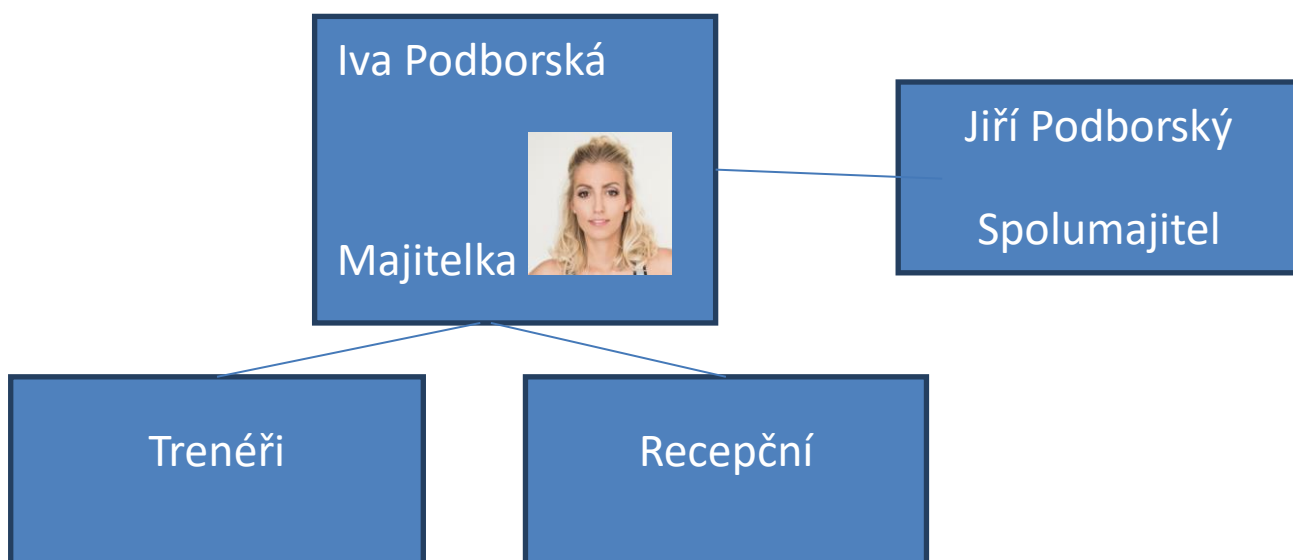 Iva Podborská
Majitelka
Jiří Podborský
Spolumajitel
Trenéři
Recepční